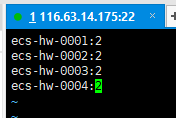 1 116.63.14.175:22 ×
ecs-hw-0001:2
ecs-hw-0002:2
ecs-hw-0003:2
ecs-hw-0004:2
~
~